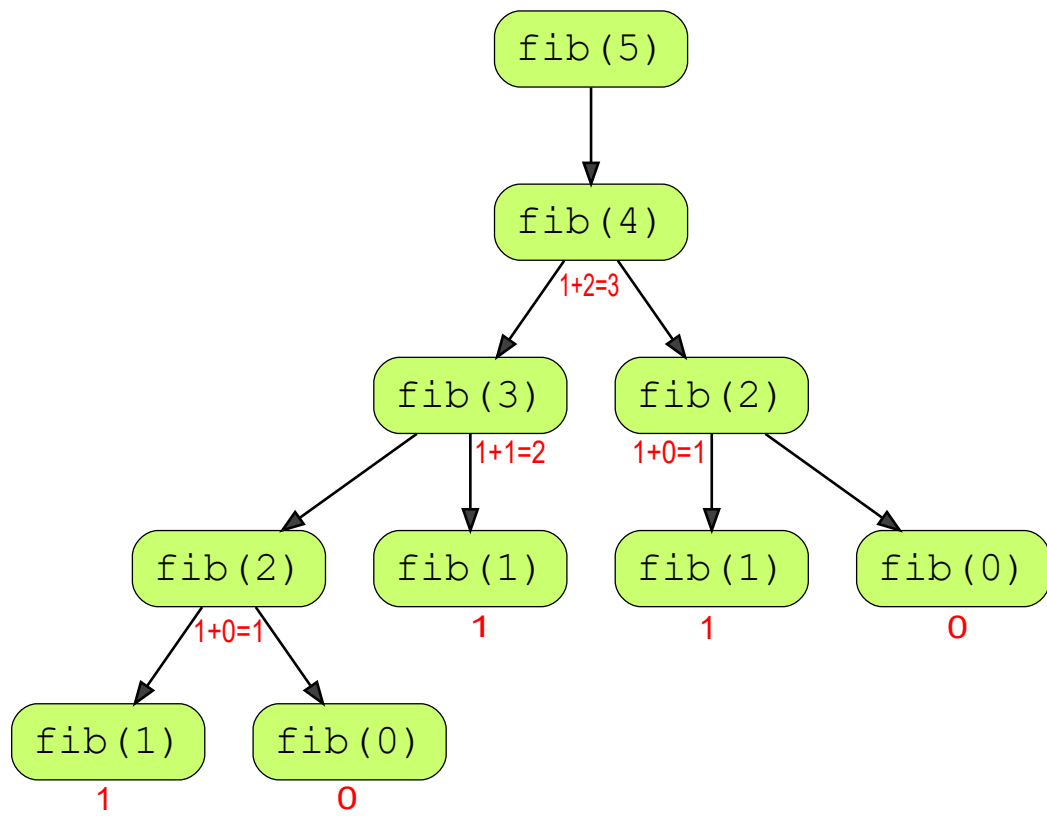 fib(5)
fib(4)
1+2=3
fib(3) fib(2)
1+1=2 1+0=1
fib(2) fib(1) fib(1) fib(0)
1+0=1 1 1 0
fib(1) fib(0)
1 0